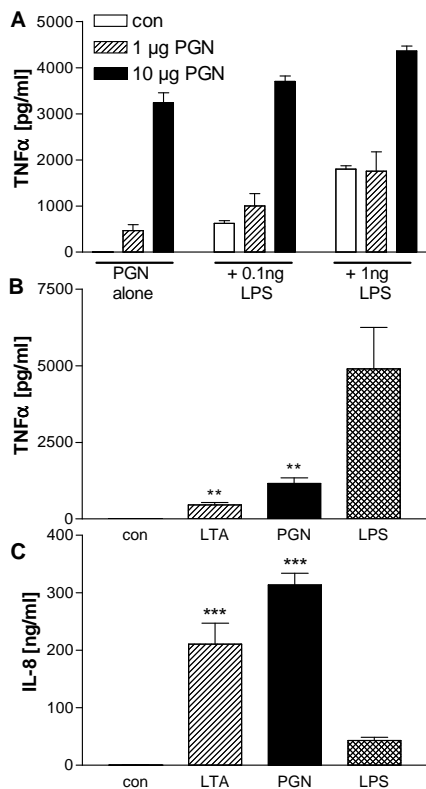 A
con
1 µg PGN
10 µg PGN
TNFα [pg/ml]
5000
4000
3000
2000
1000
0
PGN
alone
+ 0.1ng
LPS
+ 1ng
LPS
B
TNFα [pg/ml]
7500
5000
2500
0
**
**
con LTA PGN LPS
C
IL-8 [ng/ml]
400
300
200
100
0
***
***
con LTA PGN LPS